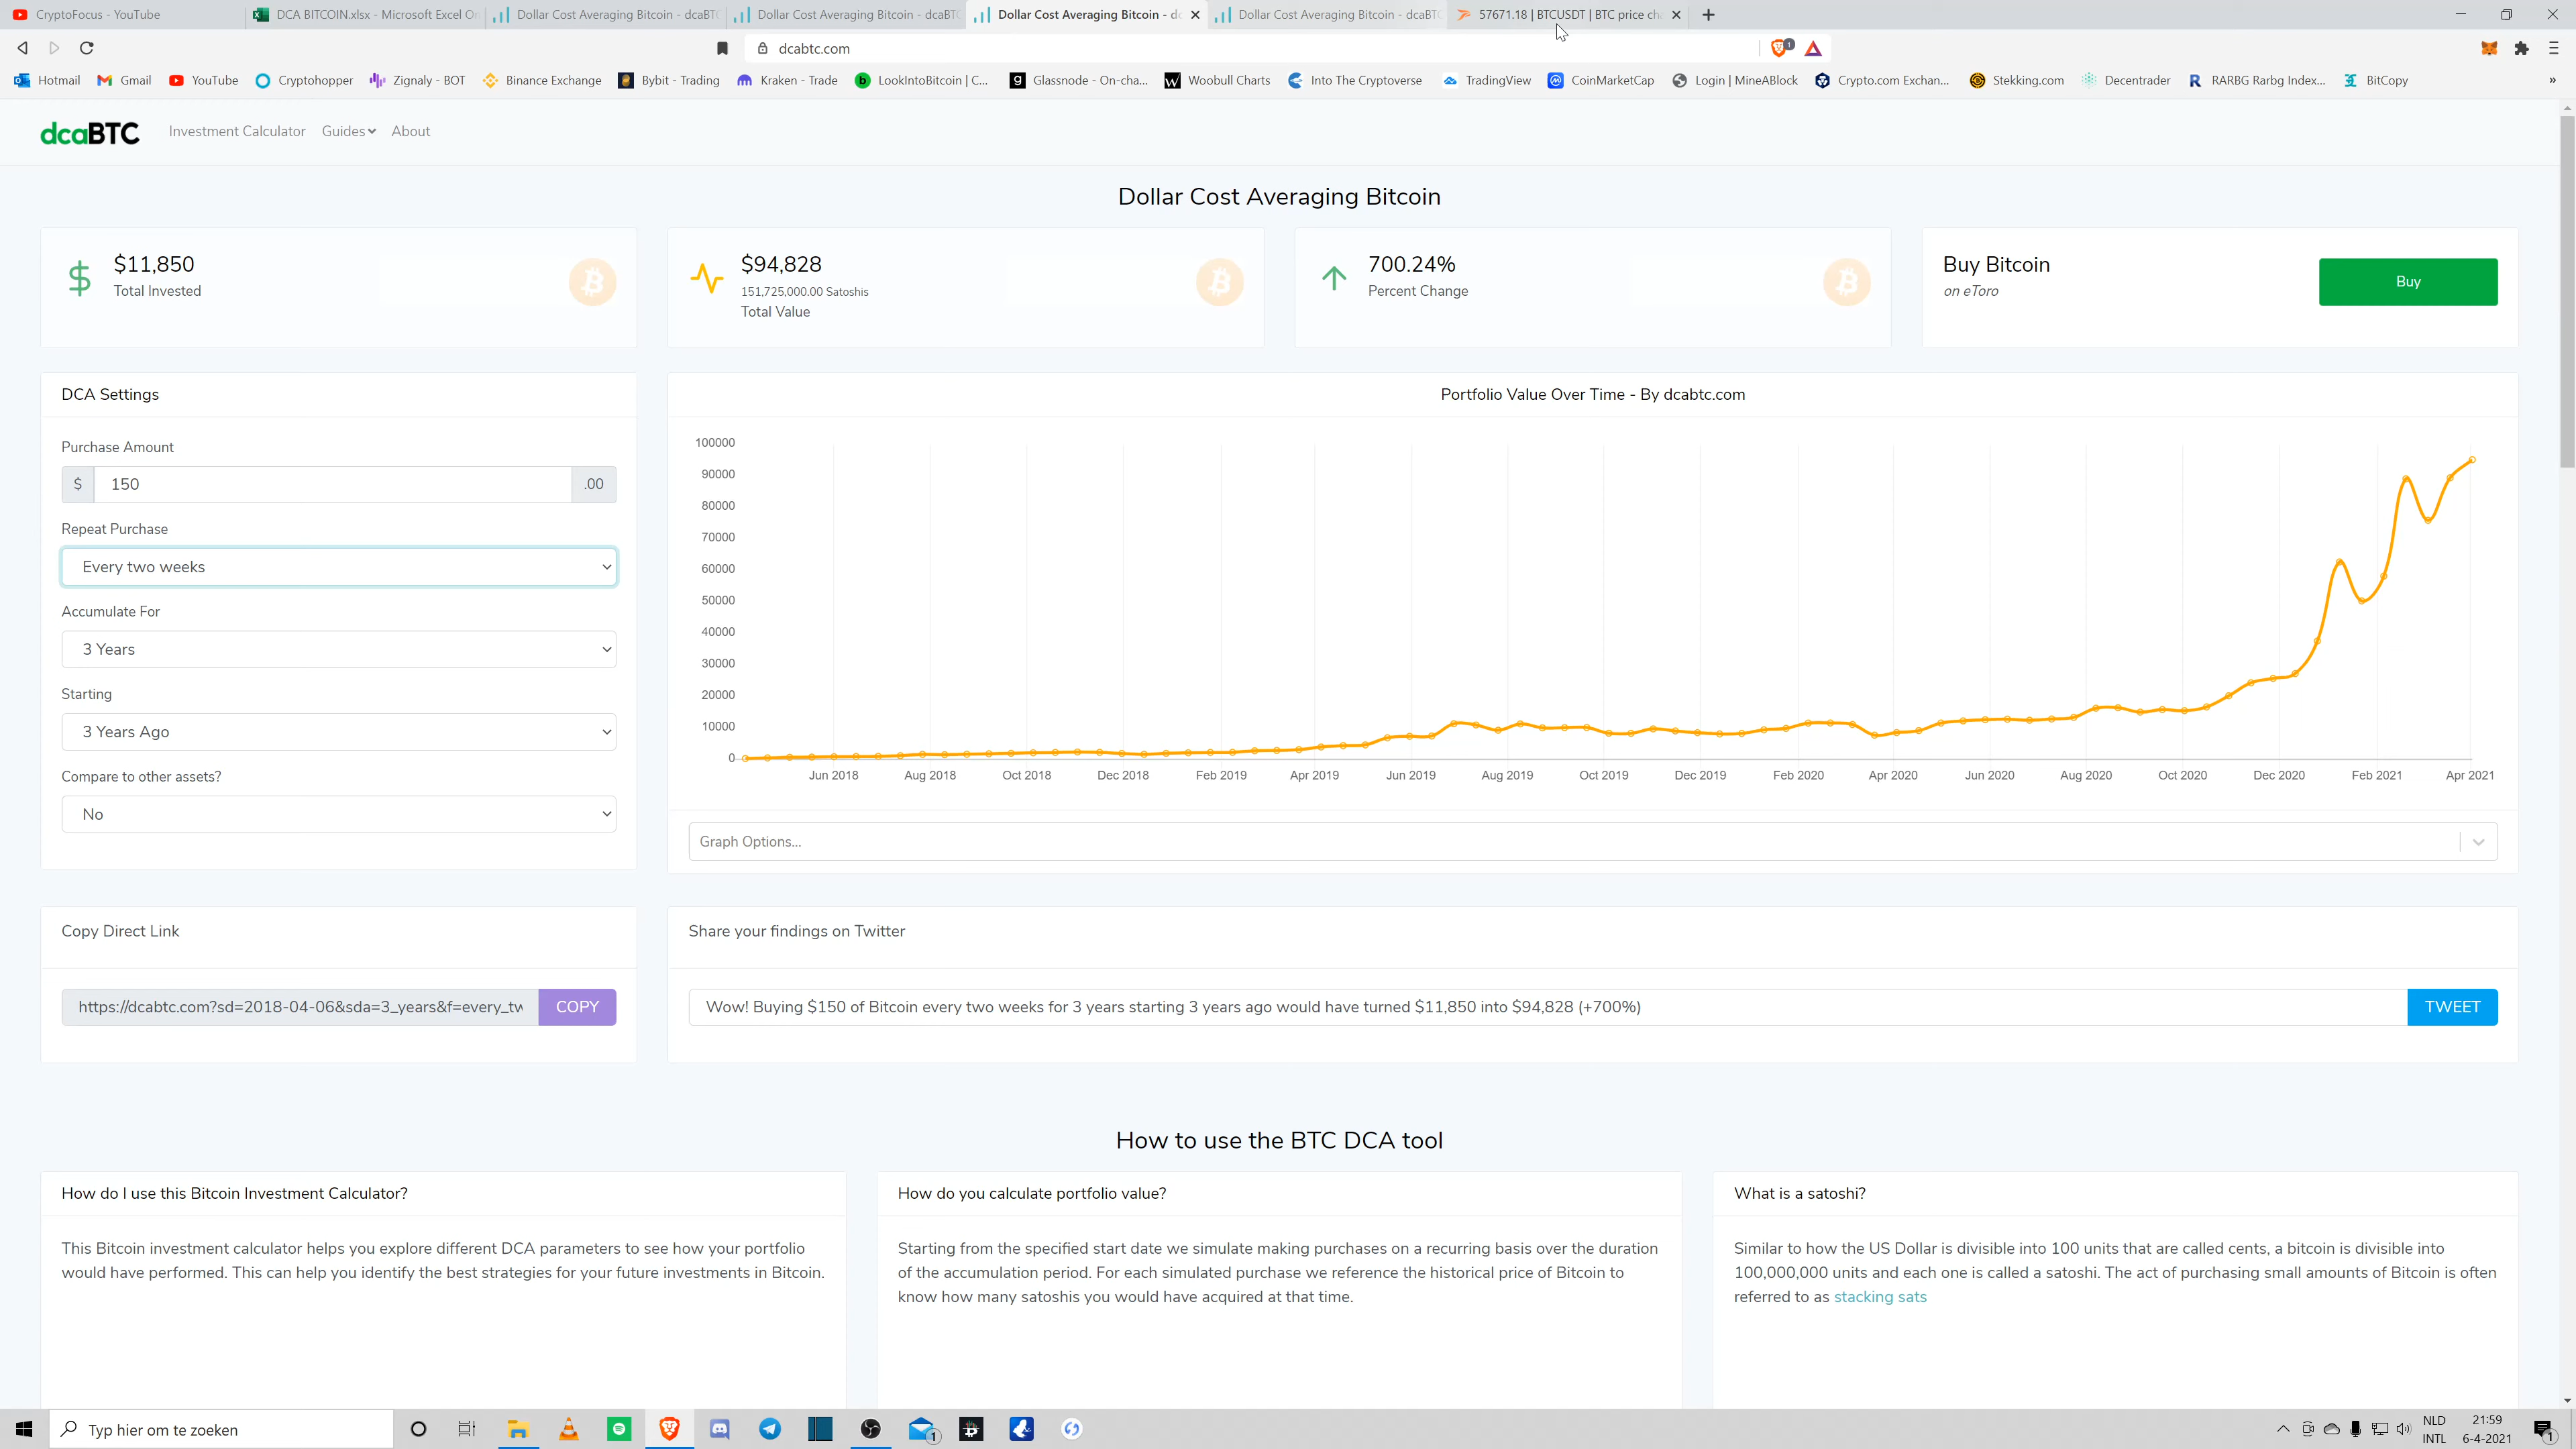 CryptoFocus - YouTube
DCA BITCOIN.xlsx - Microsoft Excel O
Dollar Cost Averaging Bitcoin - dcaBT
Dollar Cost Averaging Bitcoin - dcaBTC
Dollar Cost Averaging Bitcoin - dc
Dollar Cost Averaging Bitcoin - dcaBTC
57671.18 | BTCUSDT | BTC price ch
dcabtc.com
1
Hotmail
Gmail
YouTube
Cryptohopper
Zignaly - BOT
Binance Exchange
Bybit - Trading
Kraken - Trade
LookIntoBitcoin | C...
Glassnode - On-cha...
Woobull Charts
Into The Cryptoverse
TradingView
CoinMarketCap
Login | MineABlock
Crypto.com Exchan...
Stekking.com
Decentrader
RARBG Rarbg Index...
BitCopy
»
dcaBTC
Investment Calculator
Guides
About
Dollar Cost Averaging Bitcoin
$11,850
Total Invested
$94,828
151,725,000.00 Satoshis
Total Value
700.24%
Percent Change
Buy Bitcoin
on eToro
Buy
DCA Settings
Purchase Amount
$ 150 .00
Repeat Purchase
Every two weeks
Accumulate For
3 Years
Starting
3 Years Ago
Compare to other assets?
No
Portfolio Value Over Time - By dcabtc.com
100000
90000
80000
70000
60000
50000
40000
30000
20000
10000
0
Jun 2018 Aug 2018 Oct 2018 Dec 2018 Feb 2019 Apr 2019 Jun 2019 Aug 2019 Oct 2019 Dec 2019 Feb 2020 Apr 2020 Jun 2020 Aug 2020 Oct 2020 Dec 2020 Feb 2021 Apr 2021
Graph Options...
Copy Direct Link
https://dcabtc.com?sd=2018-04-06&sda=3_years&f=every_tw
COPY
Share your findings on Twitter
Wow! Buying $150 of Bitcoin every two weeks for 3 years starting 3 years ago would have turned $11,850 into $94,828 (+700%)
TWEET
How to use the BTC DCA tool
How do I use this Bitcoin Investment Calculator?
This Bitcoin investment calculator helps you explore different DCA parameters to see how your portfolio
would have performed. This can help you identify the best strategies for your future investments in Bitcoin.
How do you calculate portfolio value?
Starting from the specified start date we simulate making purchases on a recurring basis over the duration
of the accumulation period. For each simulated purchase we reference the historical price of Bitcoin to
know how many satoshis you would have acquired at that time.
What is a satoshi?
Similar to how the US Dollar is divisible into 100 units that are called cents, a bitcoin is divisible into
100,000,000 units and each one is called a satoshi. The act of purchasing small amounts of Bitcoin is often
referred to as stacking sats
Typ hier om te zoeken
1
NLD
INTL
21:59
6-4-2021
1